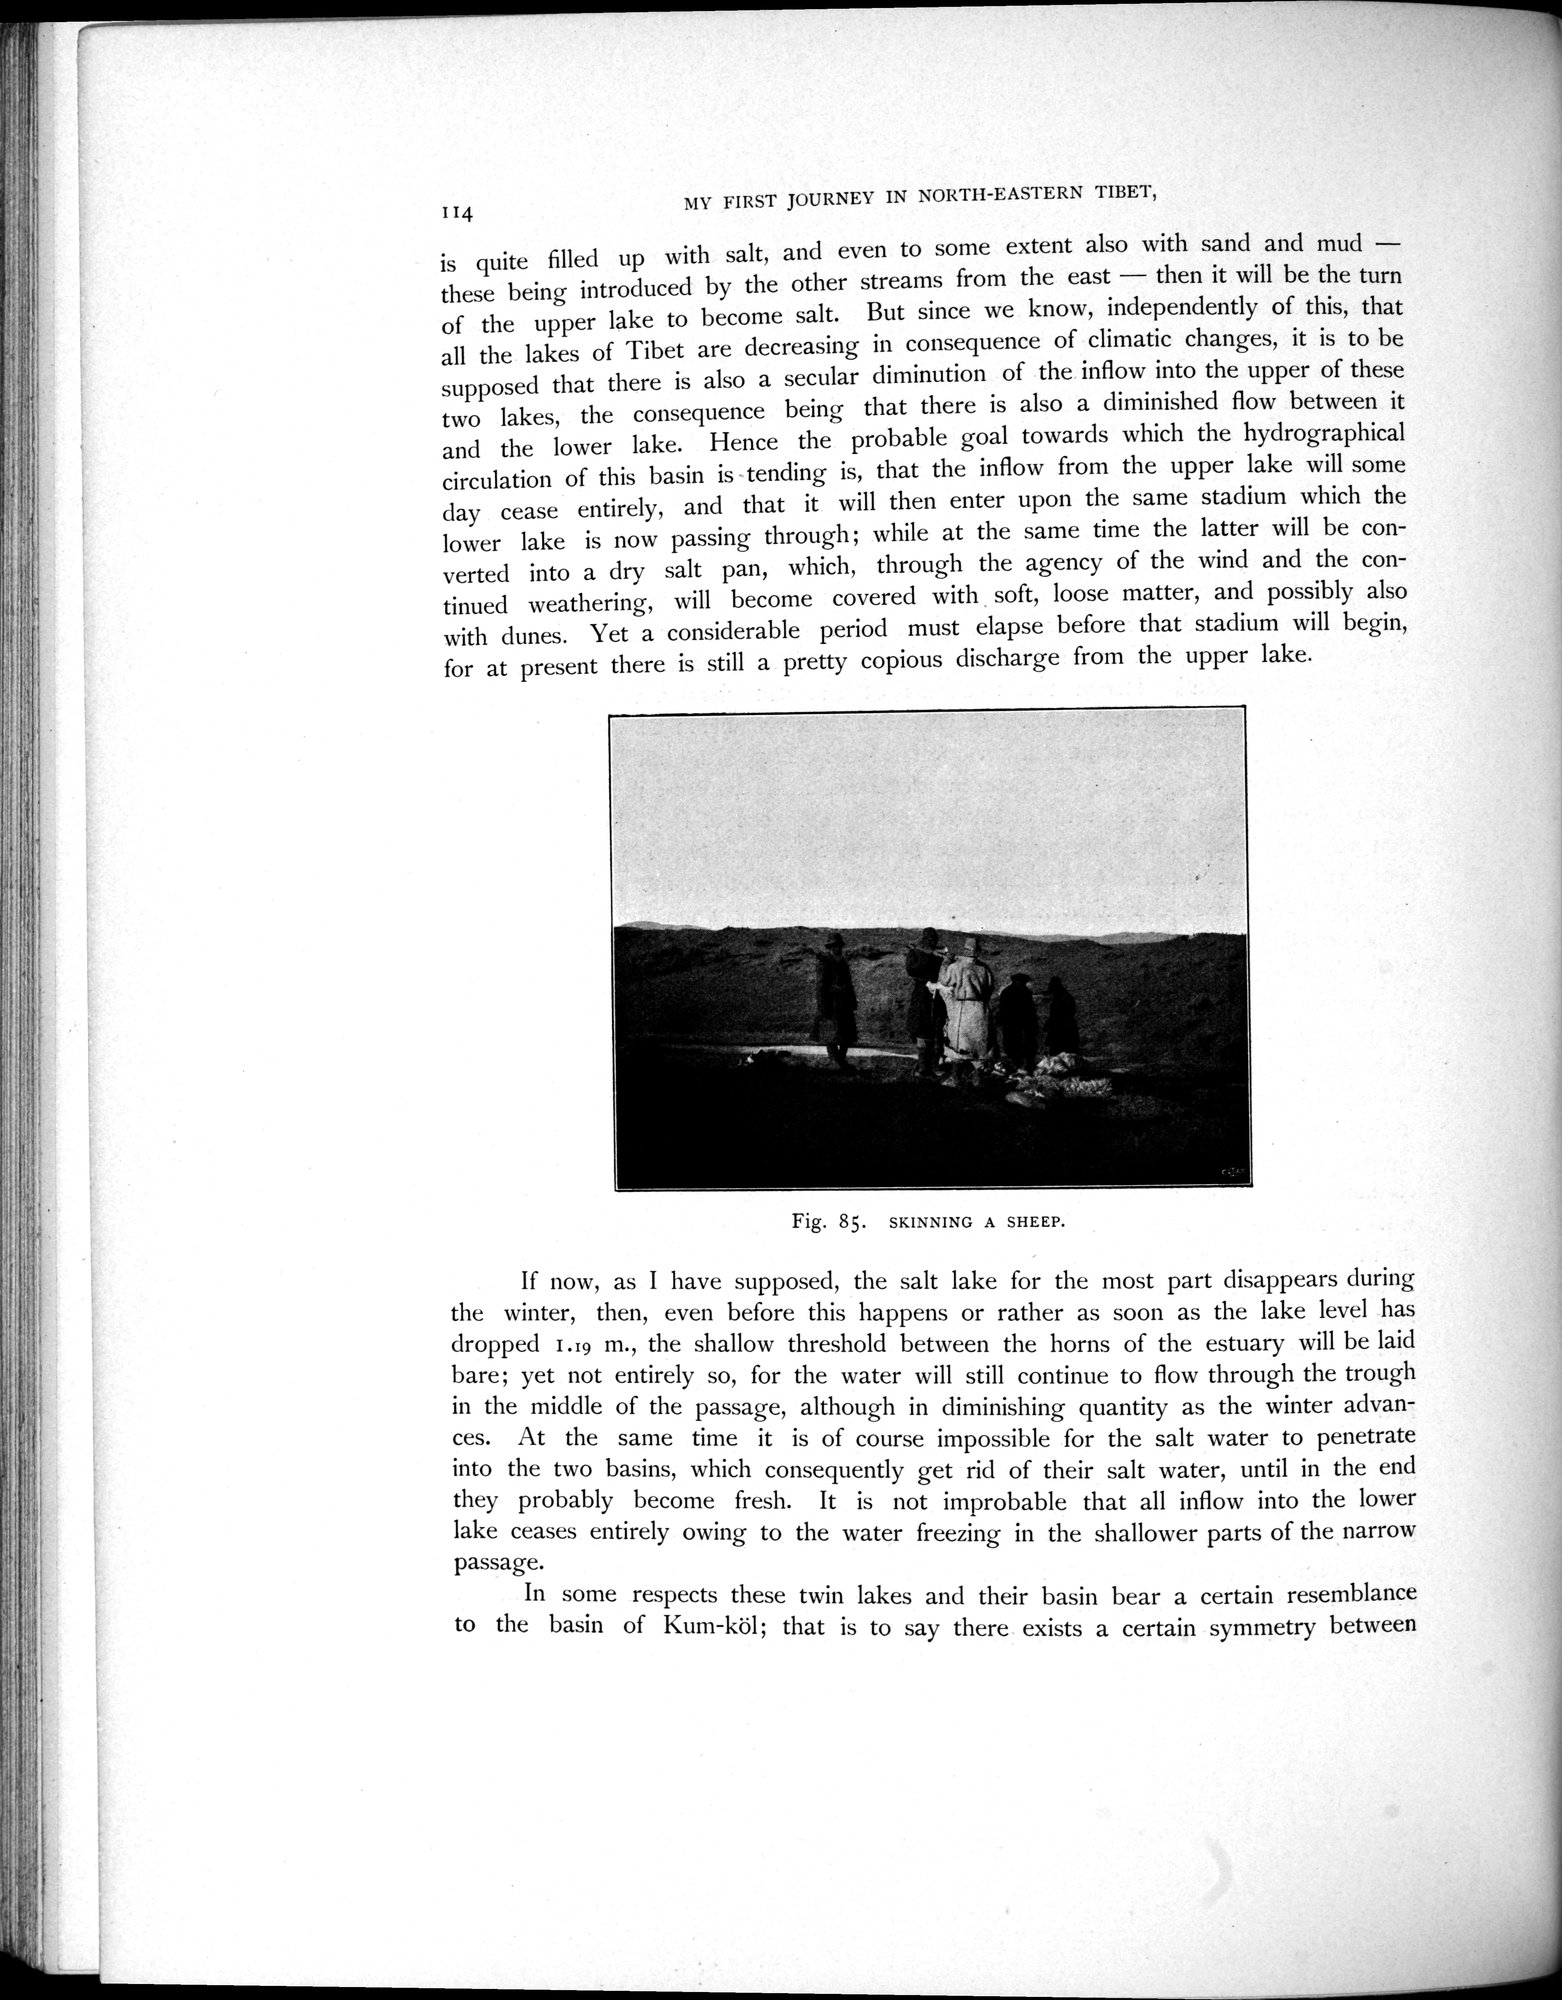 114
MY FIRST JOURNEY IN NORTH-EASTERN TIBET,
is quite filled up with salt, and even to some extent also with sand and mud —
these being introduced by the other streams from the east — then it will be the turn
of the upper lake to become salt. But since we know, independently of this, that
all the lakes of Tibet are decreasing in consequence of climatic changes, it is to be
supposed that there is also a secular diminution of the inflow into the upper of these
two lakes, the consequence being that there is also a diminished flow between it
and the lower lake. Hence the probable goal towards which the hydrographical
circulation of this basin is tending is, that the inflow from the upper lake will some
day cease entirely, and that it will then enter upon the same stadium which the
lower lake is now passing through; while at the same time the latter will be con-
verted into a dry salt pan, which, through the agency of the wind and the con-
tinued weathering, will become covered with soft, loose matter, and possibly also
with dunes. Yet a considerable period must elapse before that stadium will begin,
for at present there is still a pretty copious discharge from the upper lake.
Fig. 85. SKINNING A SHEEP.
If now, as I have supposed, the salt lake for the most part disappears during
the winter, then, even before this happens or rather as soon as the lake level has
dropped 1.19 m., the shallow threshold between the horns of the estuary will be laid
bare; yet not entirely so, for the water will still continue to flow through the trough
in the middle of the passage, although in diminishing quantity as the winter advan-
ces. At the same time it is of course impossible for the salt water to penetrate
into the two basins, which consequently get rid of their salt water, until in the end
they probably become fresh. It is not improbable that all inflow into the lower
lake ceases entirely owing to the water freezing in the shallower parts of the narrow
passage.
In some respects these twin lakes and their basin bear a certain resemblance
to the basin of Kum-köl; that is to say there exists a certain symmetry between